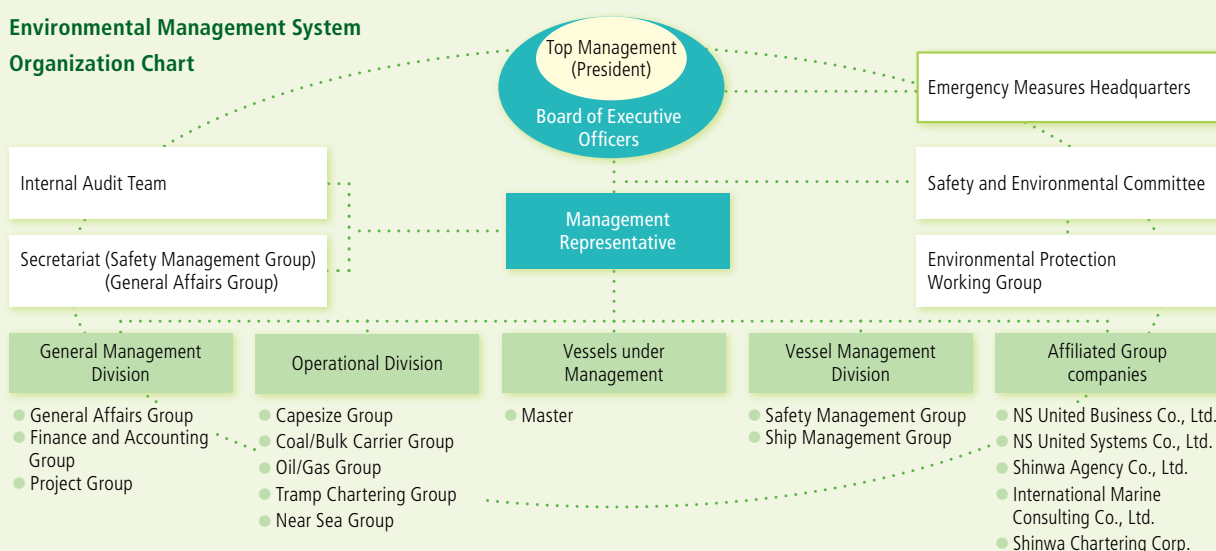 Environmental Management System
Organization Chart
Top Management
(President)
Board of Executive
Officers
Emergency Measures Headquarters
Internal Audit Team
Safety and Environmental Committee
Management
Representative
Secretariat (Safety Management Group)
(General Affairs Group)
Environmental Protection
Working Group
General Management
Division
General Affairs Group
Finance and Accounting
Group
Project Group
Operational Division
Capesize Group
Coal/Bulk Carrier Group
Oil/Gas Group
Tramp Chartering Group
Near Sea Group
Vessels under
Management
Master
Vessel Management
Division
Safety Management Group
Ship Management Group
Affiliated Group
companies
NS United Business Co., Ltd.
NS United Systems Co., Ltd.
Shinwa Agency Co., Ltd.
International Marine
Consulting Co., Ltd.
Shinwa Chartering Corp.